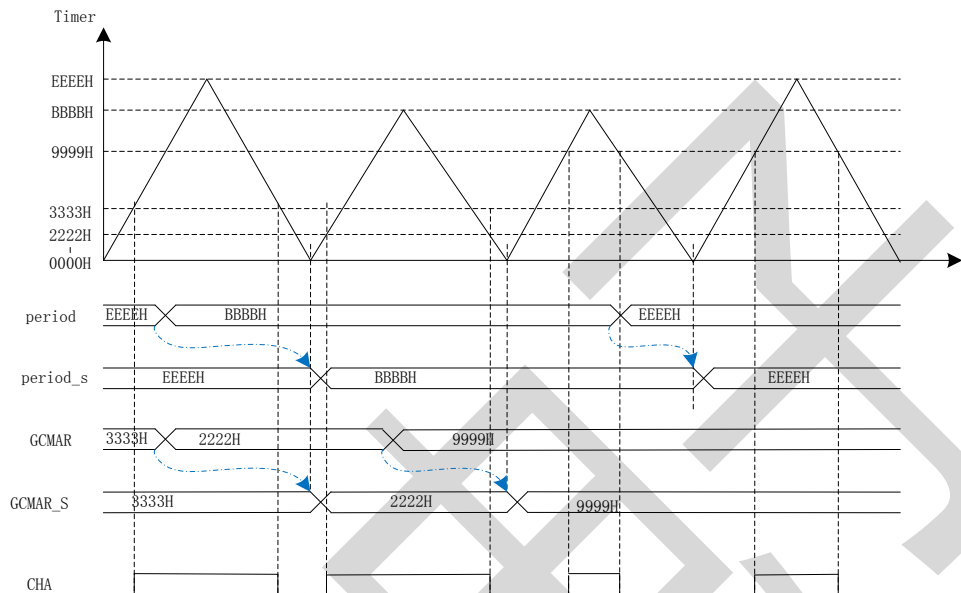 Timer
EEEEH
BBBBH
9999H
3333H
2222H
0000H
period EEEEH BBBBH EEEEH
period_s EEEEH BBBBH EEEEH
GCMAR 3333H 2222H 9999H
GCMAR_S 3333H 2222H 9999H
CHA